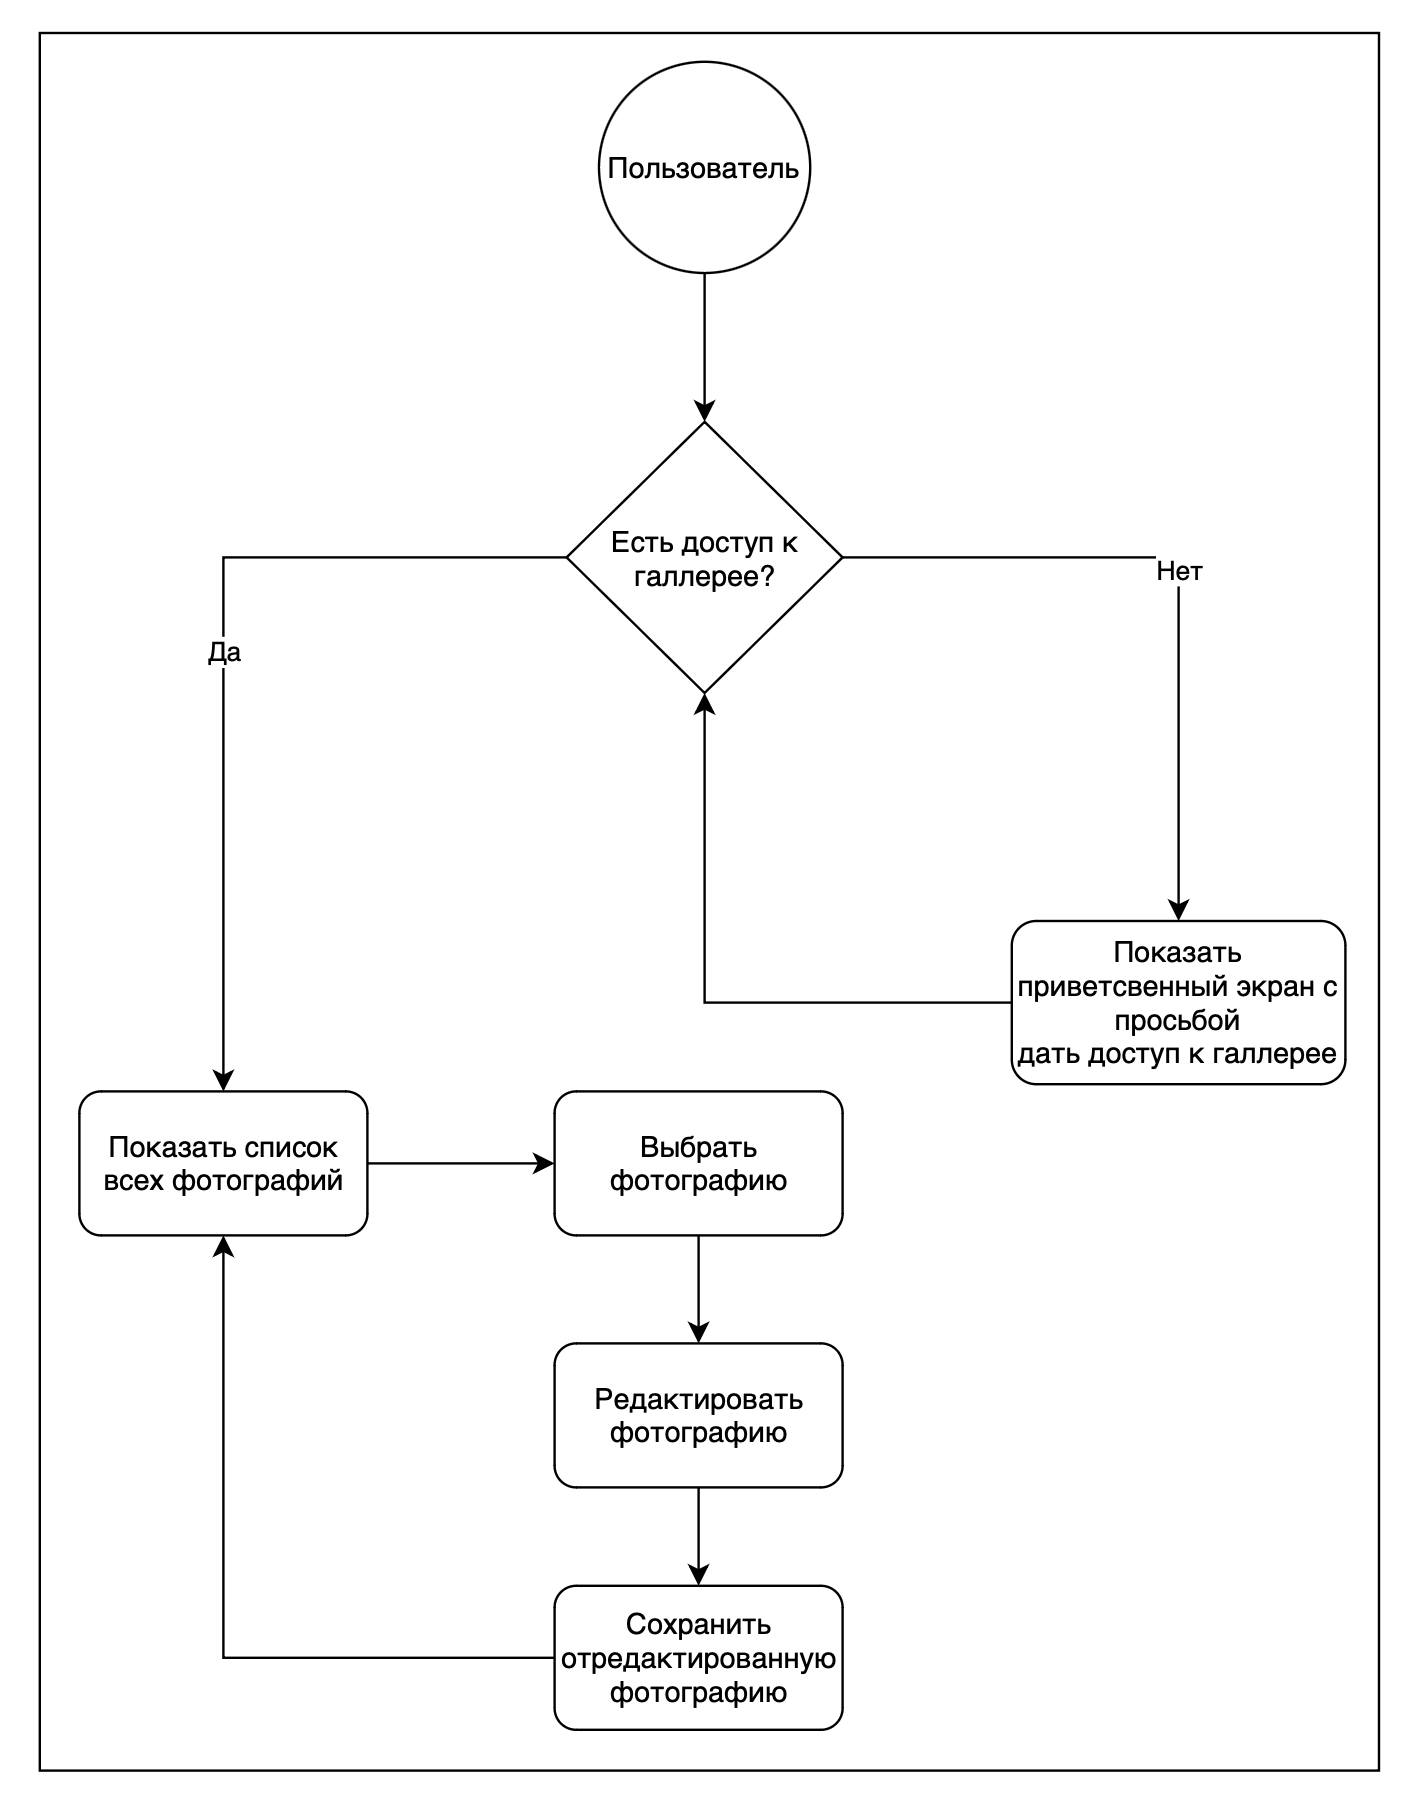 Пользователь
Есть доступ к
галлерее?
Нет
Да
Показать
приветсвенный экран с
просьбой
дать доступ к галлерее
Показать список
всех фотографий
Выбрать
фотографию
Редактировать
фотографию
Сохранить
отредактированную
фотографию